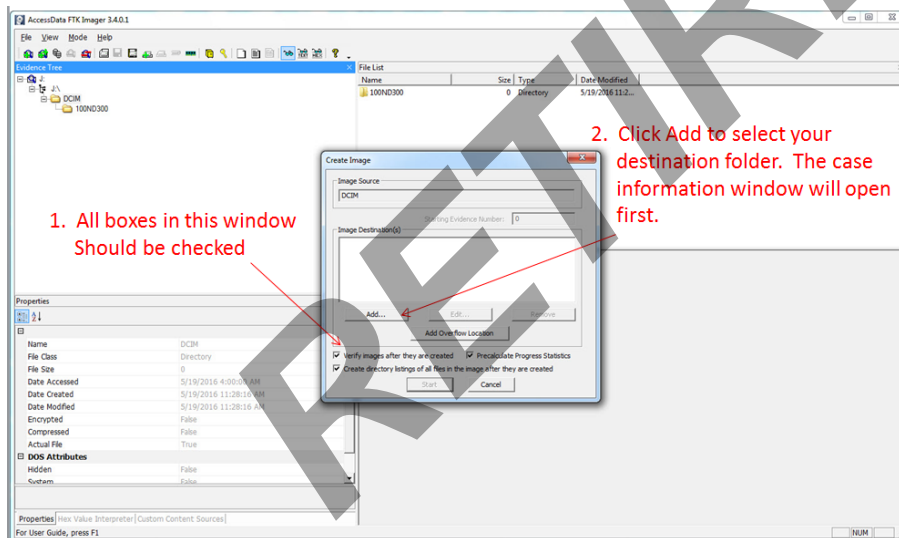 AccessData FTK Imager 3.4.0.1
File View Mode Help
Evidence Tree
J:
J:\
DCIM
100ND300
File List
Name Size Type Date Modified
100ND300 0 Directory 5/19/2016 11:2...
2. Click Add to select your
destination folder. The case
information window will open
first.
1. All boxes in this window
Should be checked
Create Image
Image Source
DCIM
Starting Evidence Number: 0
Image Destination(s)
Add... Edit... Remove
Add Overflow Location
Verify images after they are created Precalculate Progress Statistics
Create directory listings of all files in the image after they are created
Start Cancel
Properties
Name DCIM
File Class Directory
File Size 0
Date Accessed 5/19/2016 4:00:00 AM
Date Created 5/19/2016 11:28:16 AM
Date Modified 5/19/2016 11:28:16 AM
Encrypted False
Compressed False
Actual File True
DOS Attributes
Hidden False
System False
Properties Hex Value Interpreter Custom Content Sources
For User Guide, press F1
NUM
RETIR